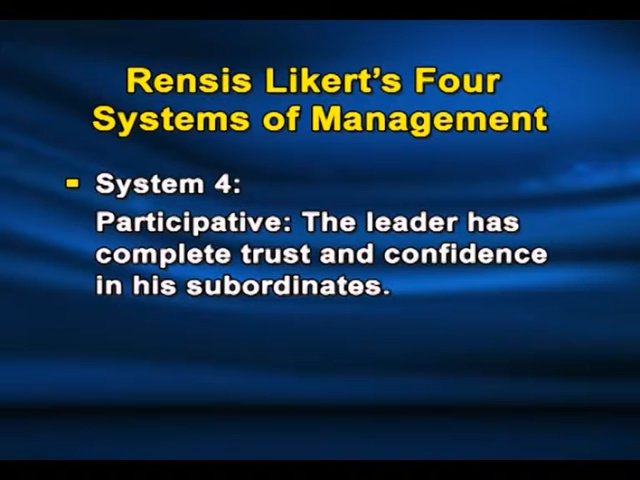 Rensis Likert’s Four
Systems of Management
System 4:
Participative: The leader has
complete trust and confidence
in his subordinates.